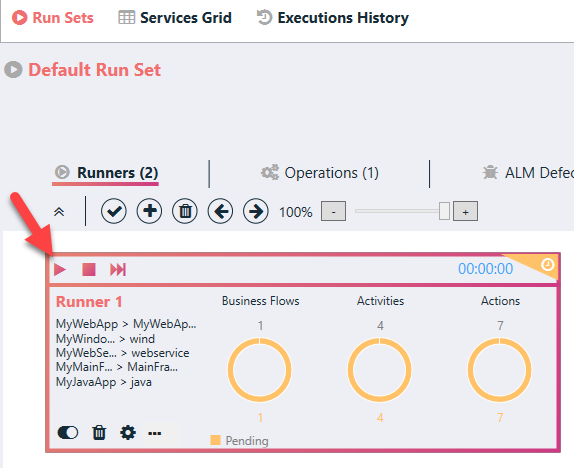 Run Sets Services Grid Executions History
Default Run Set
Runners (2) Operations (1) ALM Defec
100% - +
00:00:00
Runner 1 Business Flows Activities Actions
MyWebApp > MyWebAp... 1 4 7
MyWindo... > wind
MyWebSe... > webservice
MyMainF... > MainFra...
MyJavaApp > java
1 4 7
Pending